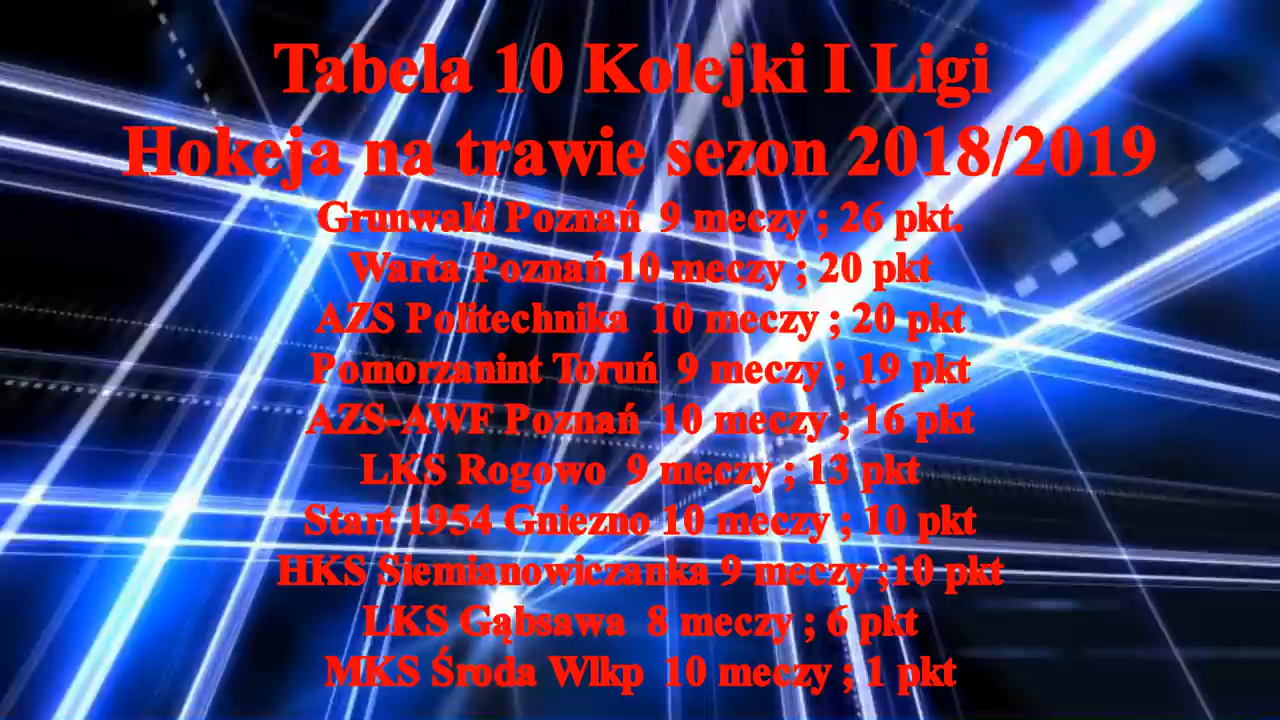 Tabela 10 Kolejki I Ligi
Hokeja na trawie sezon 2018/2019
Grunwald Poznań 9 meczy ; 26 pkt.
Warta Poznań 10 meczy ; 20 pkt
AZS Politechnika 10 meczy ; 20 pkt
Pomorzanint Toruń 9 meczy ; 19 pkt
AZS-AWF Poznań 10 meczy ; 16 pkt
LKS Rogowo 9 meczy ; 13 pkt
Start 1954 Gniezno 10 meczy ; 10 pkt
HKS Siemianowiczanka 9 meczy ;10 pkt
LKS Gąbsawa 8 meczy ; 6 pkt
MKS Środa Wlkp 10 meczy ; 1 pkt